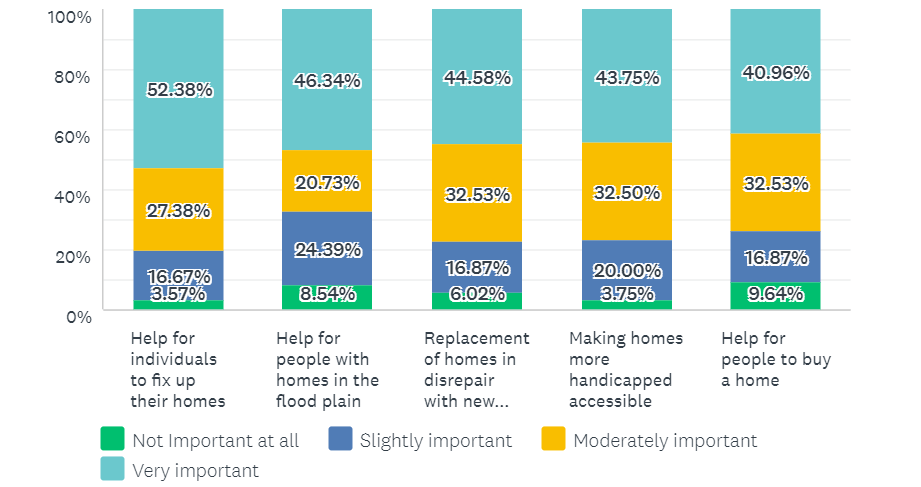 100%
80%
60%
40%
20%
0%
52.38%
27.38%
16.67%
3.57%
46.34%
20.73%
24.39%
8.54%
44.58%
32.53%
16.87%
6.02%
43.75%
32.50%
20.00%
3.75%
40.96%
32.53%
16.87%
9.64%
Help for
individuals
to fix up
their homes
Help for
people with
homes in the
flood plain
Replacement
of homes in
disrepair
with new...
Making homes
more
handicapped
accessible
Help for
people to buy
a home
Not Important at all
Slightly important
Moderately important
Very important